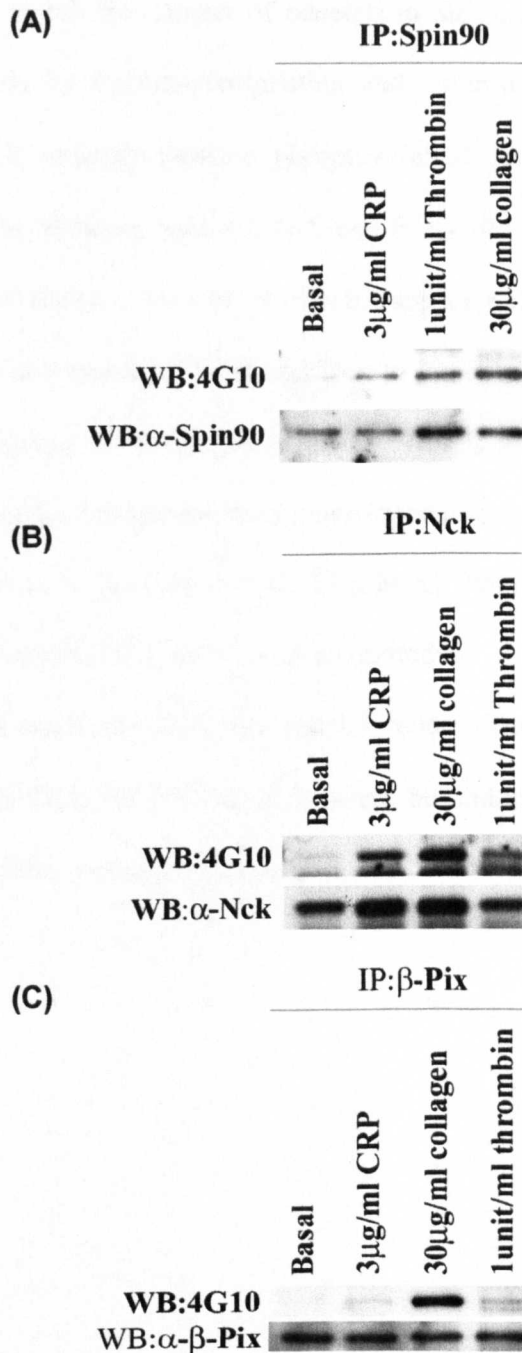 (A)
IP:Spin90
Basal
3µg/ml CRP
1unit/ml Thrombin
30µg/ml collagen
WB:4G10
WB:α-Spin90
(B)
IP:Nck
Basal
3µg/ml CRP
30µg/ml collagen
1unit/ml Thrombin
WB:4G10
WB:α-Nck
(C)
IP:β-Pix
Basal
3µg/ml CRP
30µg/ml collagen
1unit/ml thrombin
WB:4G10
WB:α-β-Pix